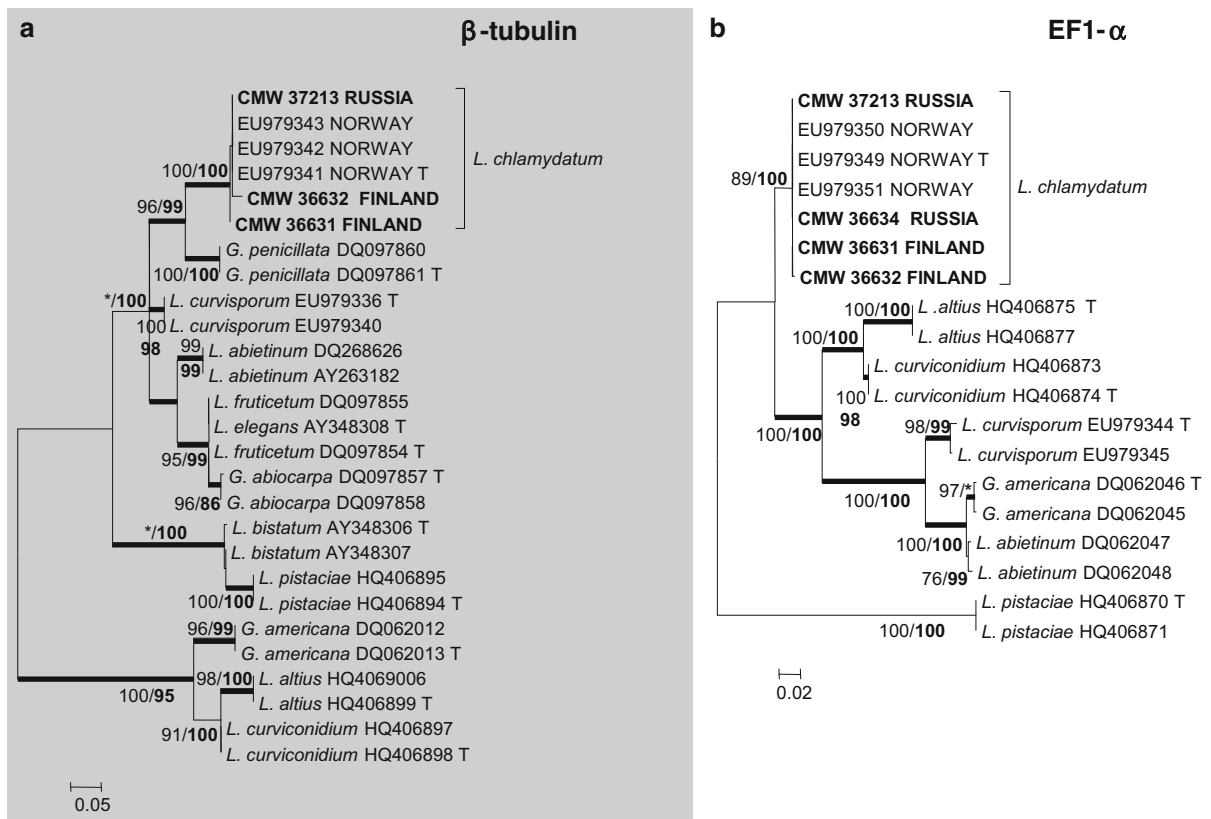 a
β-tubulin
CMW 37213 RUSSIA
EU979343 NORWAY
EU979342 NORWAY
EU979341 NORWAY T
CMW 36632 FINLAND
CMW 36631 FINLAND
L. chlamydatum
100/100
96/99
G. penicillata DQ097860
G. penicillata DQ097861 T
100/100
*/100
L. curvisporum EU979336 T
L. curvisporum EU979340
100
98
L. abietinum DQ268626
L. abietinum AY263182
99
99
L. fruticetum DQ097855
L. elegans AY348308 T
L. fruticetum DQ097854 T
95/99
G. abiocarpa DQ097857 T
G. abiocarpa DQ097858
96/86
L. bistatum AY348306 T
L. bistatum AY348307
*/100
L. pistaciae HQ406895
L. pistaciae HQ406894 T
100/100
G. americana DQ062012
G. americana DQ062013 T
96/99
L. altius HQ4069006
L. altius HQ406899 T
98/100
100/95
L. curviconidium HQ406897
L. curviconidium HQ406898 T
91/100
0.05
b
EF1-α
CMW 37213 RUSSIA
EU979350 NORWAY
EU979349 NORWAY T
EU979351 NORWAY
CMW 36634 RUSSIA
CMW 36631 FINLAND
CMW 36632 FINLAND
L. chlamydatum
89/100
L .altius HQ406875 T
L. altius HQ406877
100/100
100/100
L. curviconidium HQ406873
L. curviconidium HQ406874 T
100
98
100/100
L. curvisporum EU979344 T
L. curvisporum EU979345
98/99
G. americana DQ062046 T
G. americana DQ062045
97/*
100/100
L. abietinum DQ062047
L. abietinum DQ062048
100/100
76/99
L. pistaciae HQ406870 T
L. pistaciae HQ406871
100/100
0.02